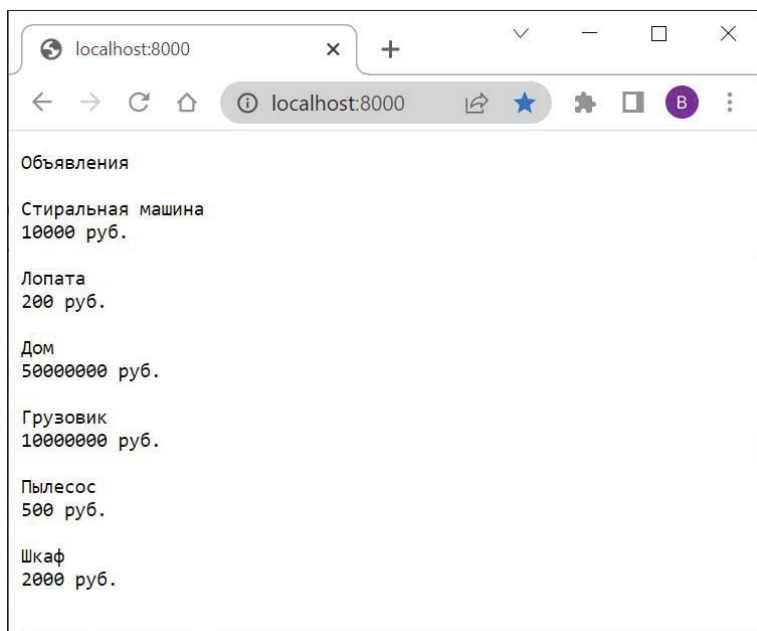 localhost:8000
localhost:8000
B
Объявления
Стиральная машина
10000 руб.
Лопата
200 руб.
Дом
50000000 руб.
Грузовик
10000000 руб.
Пылесос
500 руб.
Шкаф
2000 руб.